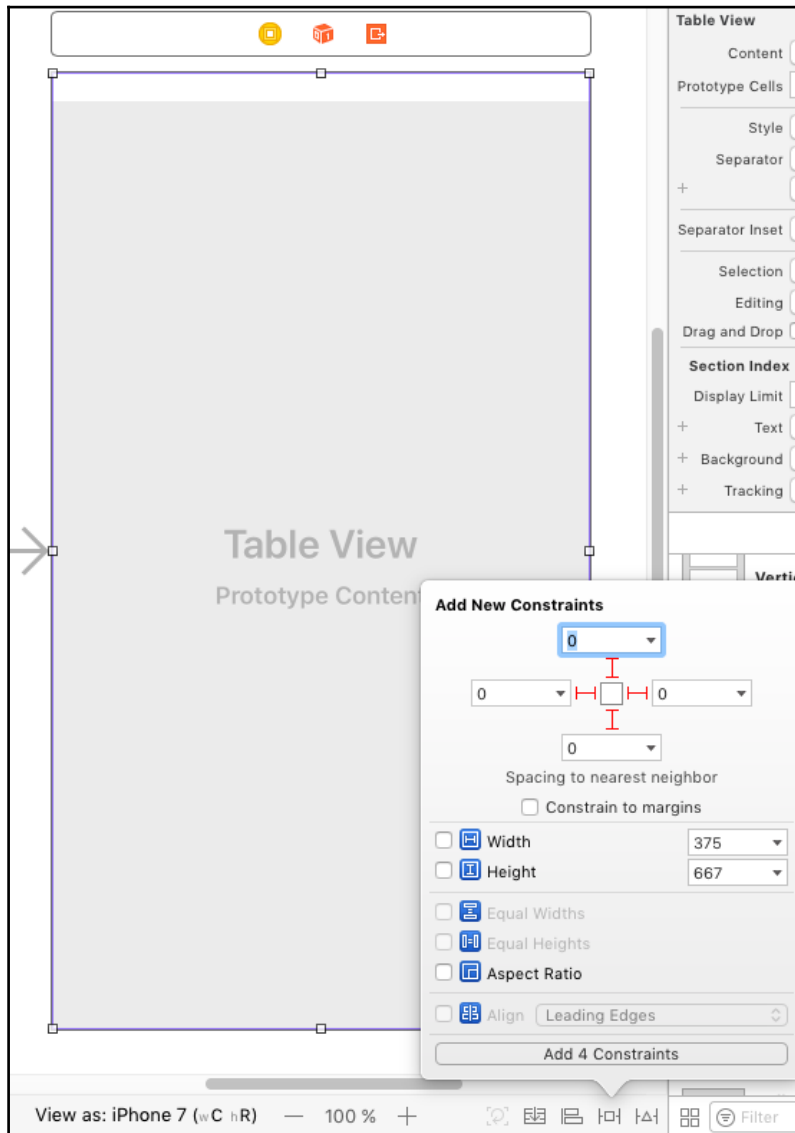 Table View
Content
Prototype Cells
Style
Separator
+
Separator Inset
Selection
Editing
Drag and Drop
Section Index
Display Limit
+ Text
+ Background
+ Tracking
Table View
Prototype Content
Add New Constraints
0
0 0
0
Spacing to nearest neighbor
Constrain to margins
Width 375
Height 667
Equal Widths
Equal Heights
Aspect Ratio
Align Leading Edges
Add 4 Constraints
View as: iPhone 7 (wC hR) — 100 % + Filter